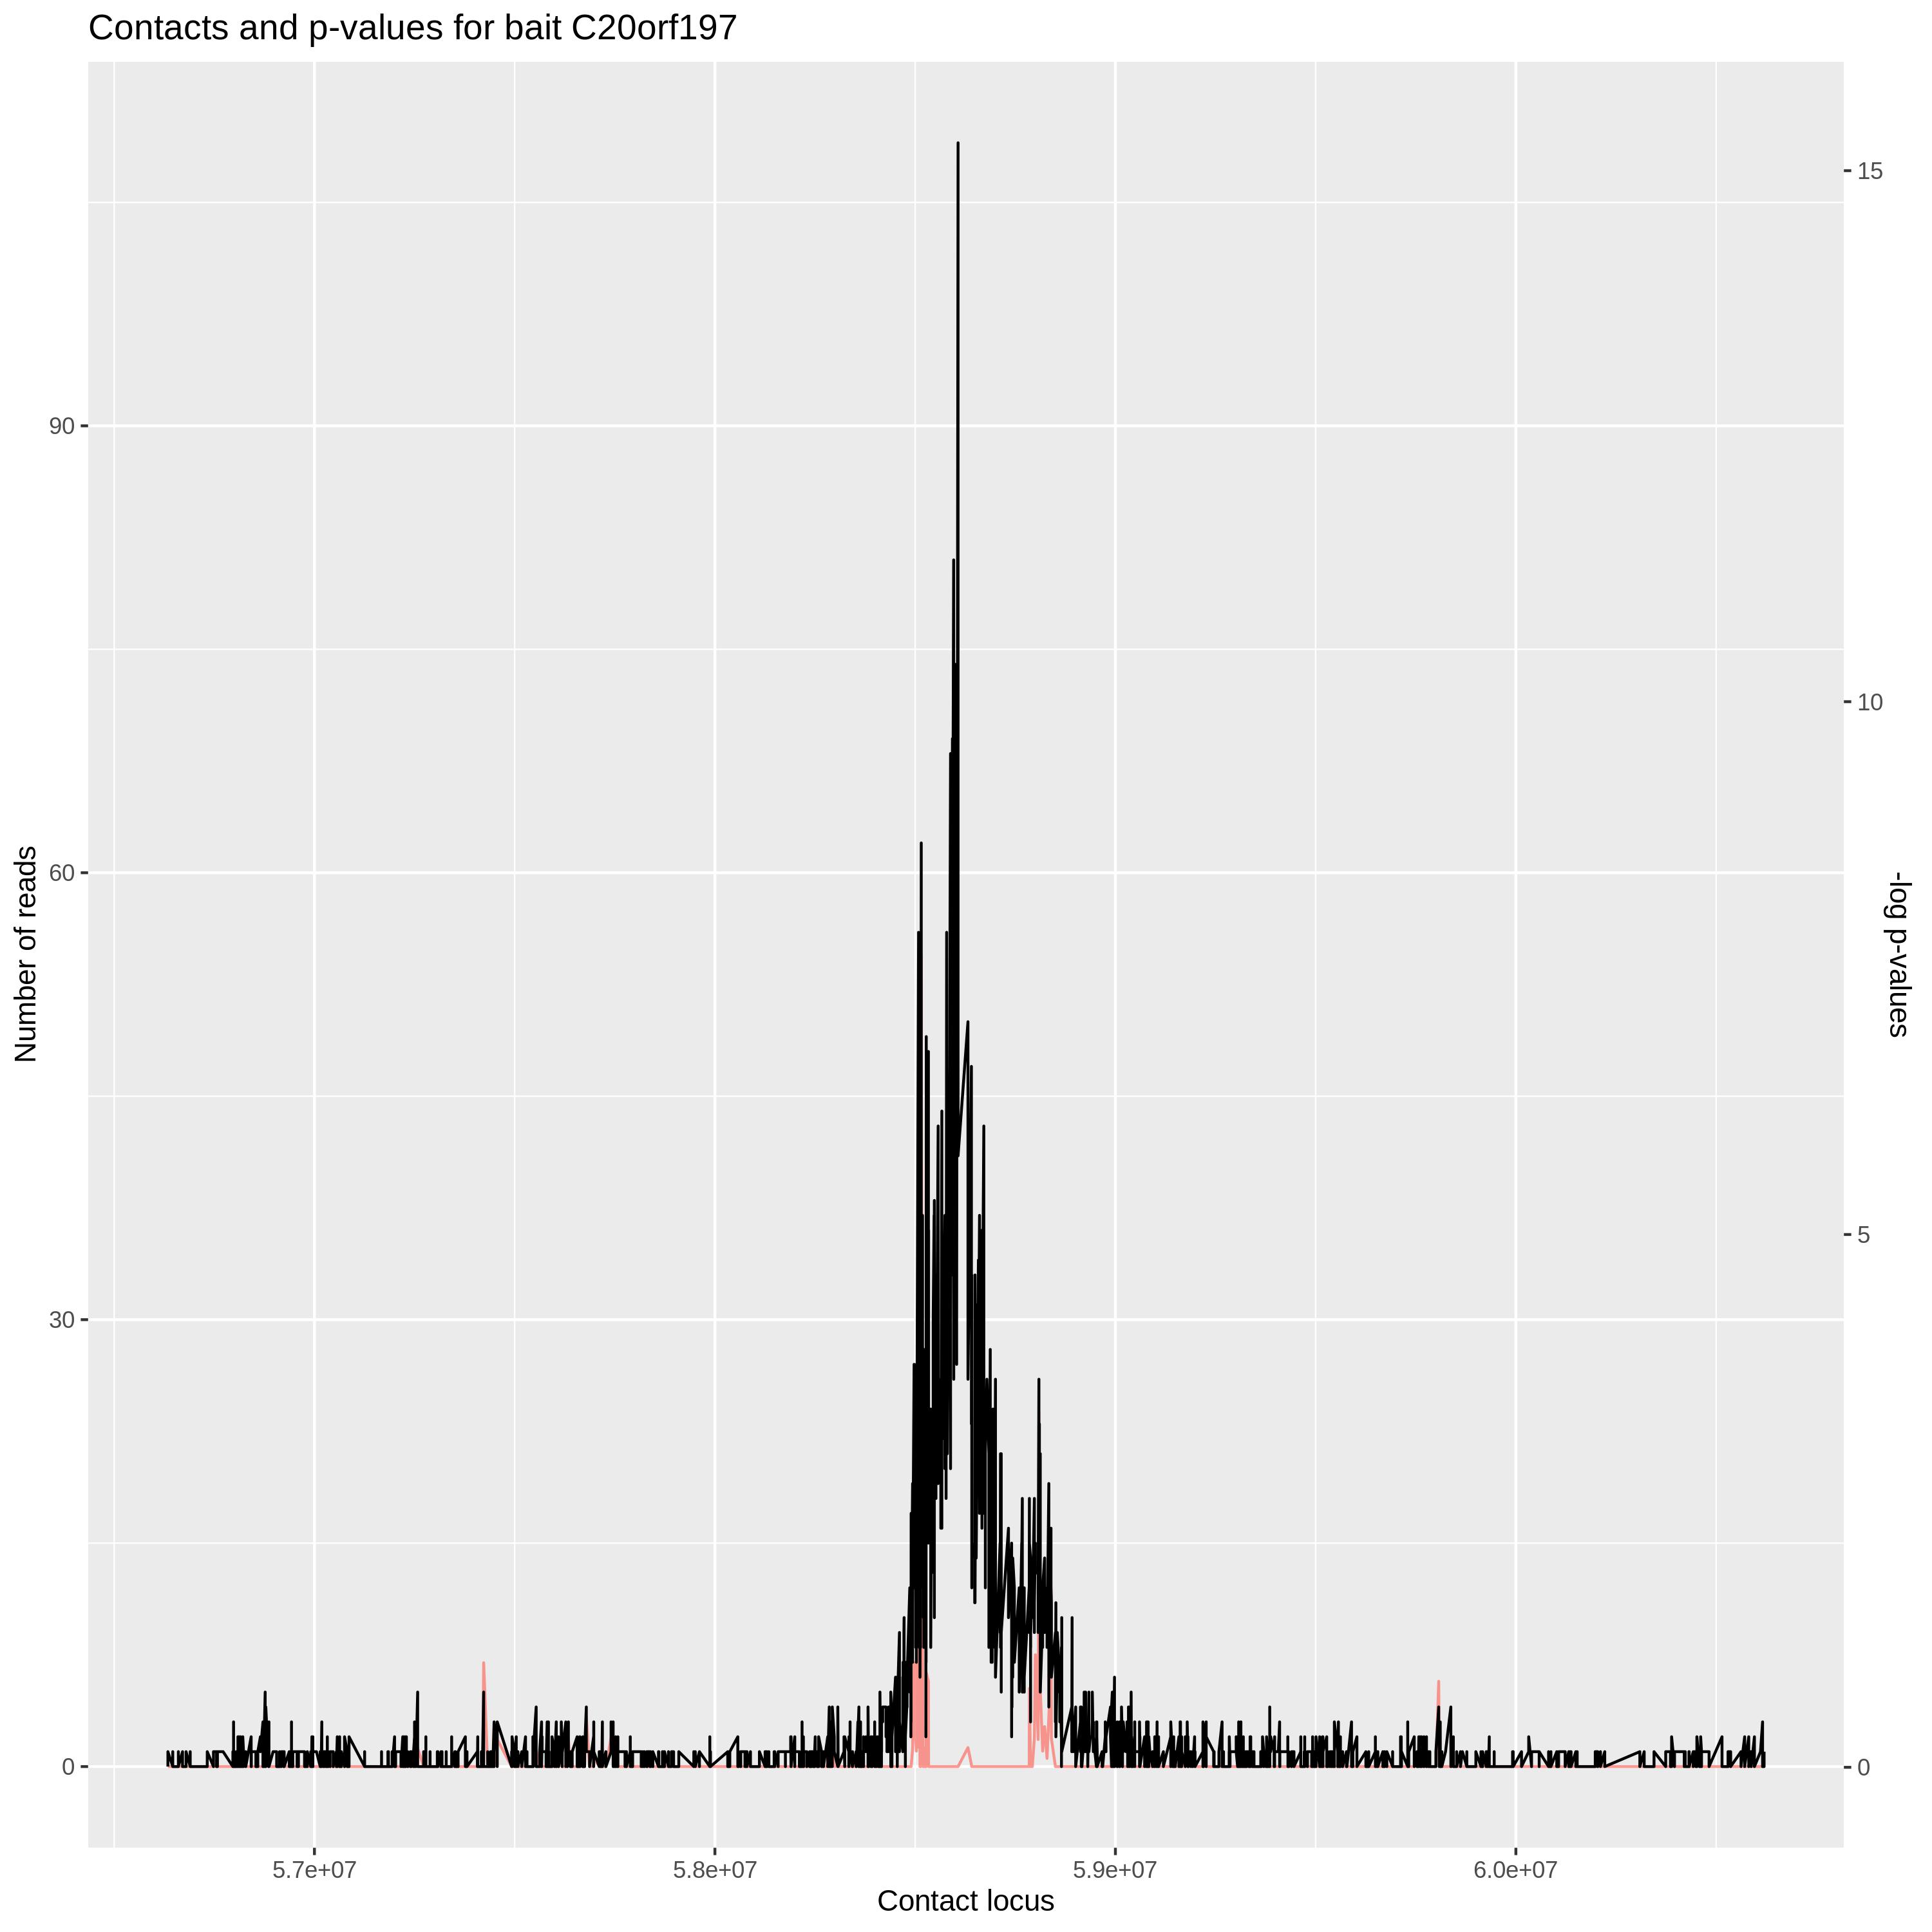 Contacts and p-values for bait C20orf197
15
90
10
60
Number of reads
-log p-values
5
30
0
0
5.7e+07
5.8e+07
5.9e+07
6.0e+07
Contact locus